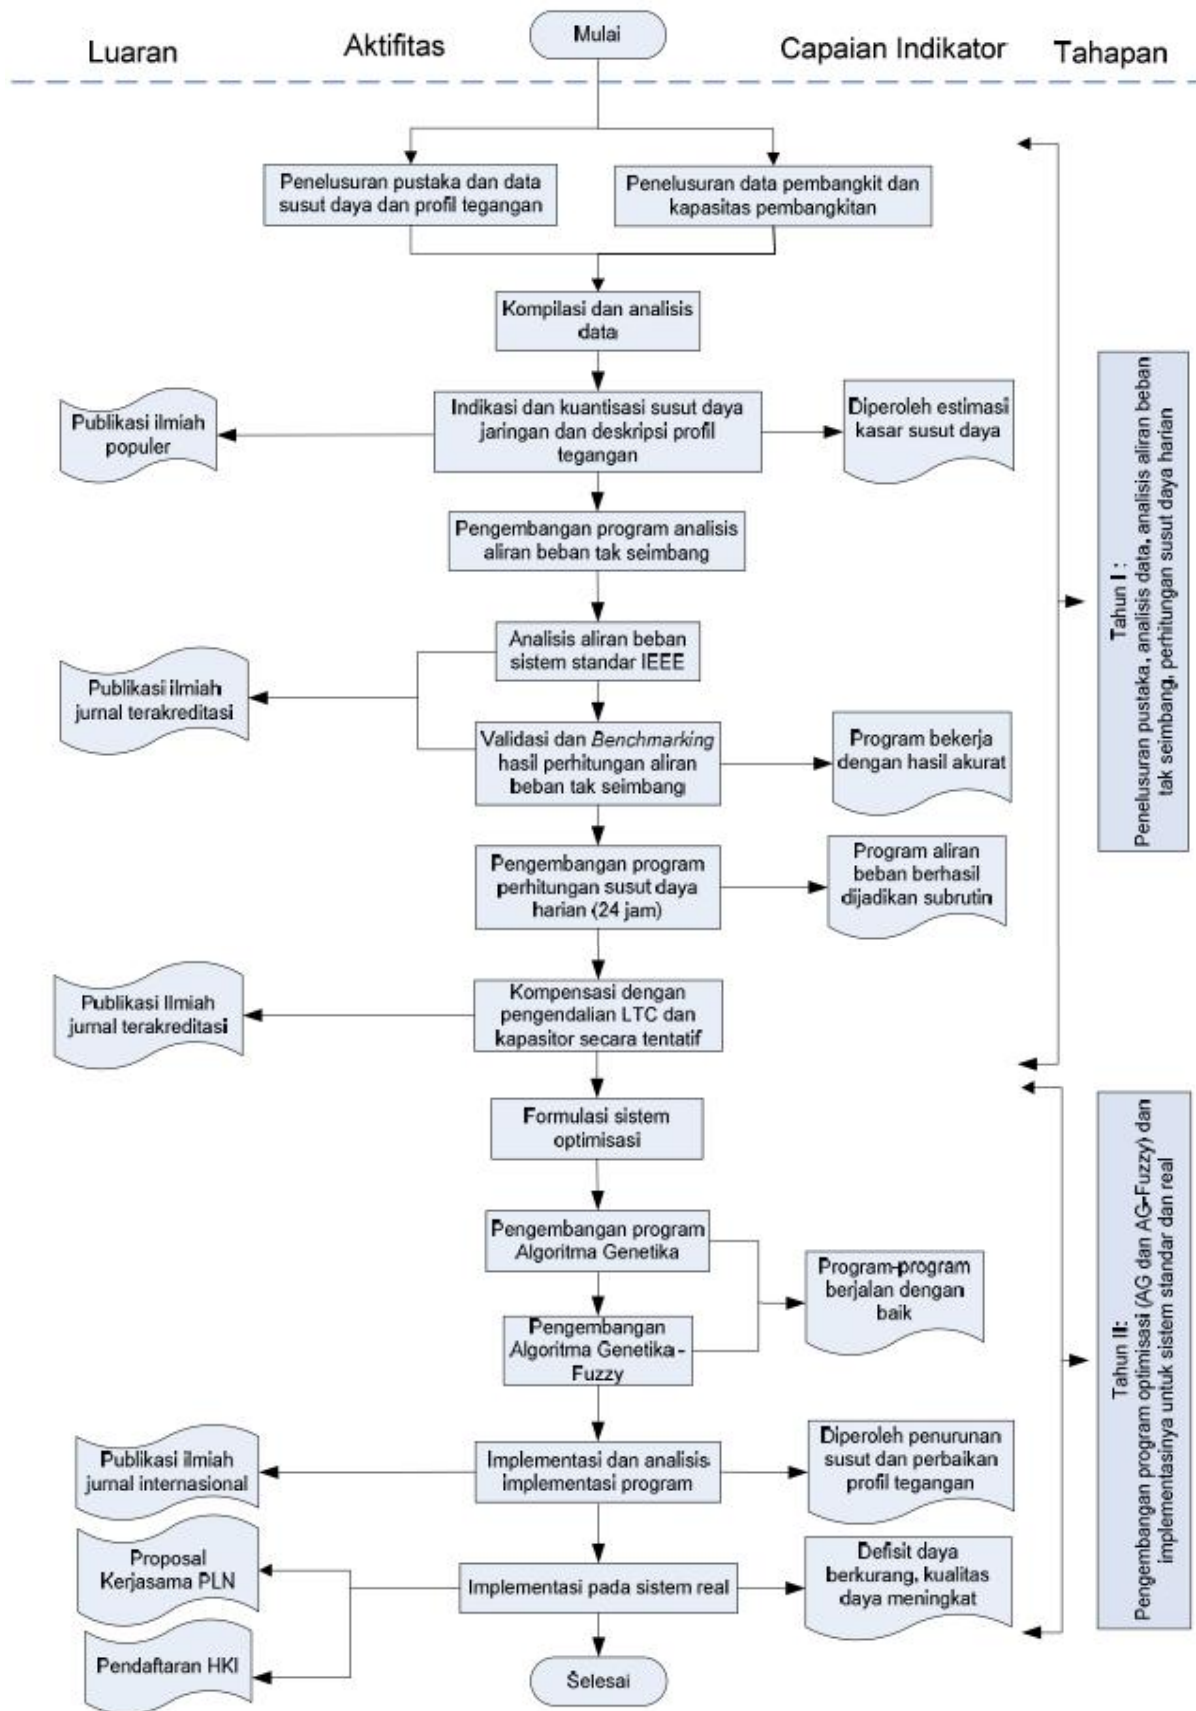 Mulai
Luaran
Aktifitas
Capaian Indikator
Tahapan
Penelusuran pustaka dan data
susut daya dan profil tegangan
Penelusuran data pembangkit dan
kapasitas pembangkitan
Kompilasi dan analisis
data
Publikasi ilmiah
populer
Indikasi dan kuantisasi susut daya
jaringan dan deskripsi profil
tegangan
Diperoleh estimasi
kasar susut daya
Pengembangan program analisis
aliran beban tak seimbang
Analisis aliran beban
sistem standar IEEE
Publikasi ilmiah
jurnal terakreditasi
Validasi dan Benchmarking
hasil perhitungan aliran
beban tak seimbang
Program bekerja
dengan hasil akurat
Pengembangan program
perhitungan susut daya
harian (24 jam)
Program aliran
beban berhasil
dijadikan subrutin
Publikasi Ilmiah
jurnal terakreditasi
Kompensasi dengan
pengendalian LTC dan
kapasitor secara tentatif
Tahun I :
Penelusuran pustaka, analisis data, analisis aliran beban
tak seimbang, perhitungan susut daya harian
Formulasi sistem
optimisasi
Pengembangan program
Algoritma Genetika
Pengembangan
Algoritma Genetika-
Fuzzy
Program-program
berjalan dengan
baik
Publikasi ilmiah
jurnal internasional
Implementasi dan analisis
implementasi program
Diperoleh penurunan
susut dan perbaikan
profil tegangan
Proposal
Kerjasama PLN
Implementasi pada sistem real
Defisit daya
berkurang, kualitas
daya meningkat
Pendaftaran HKI
Selesai
Tahun II:
Pengembangan program optimisasi (AG dan AG-Fuzzy) dan
implementasinya untuk sistem standar dan real